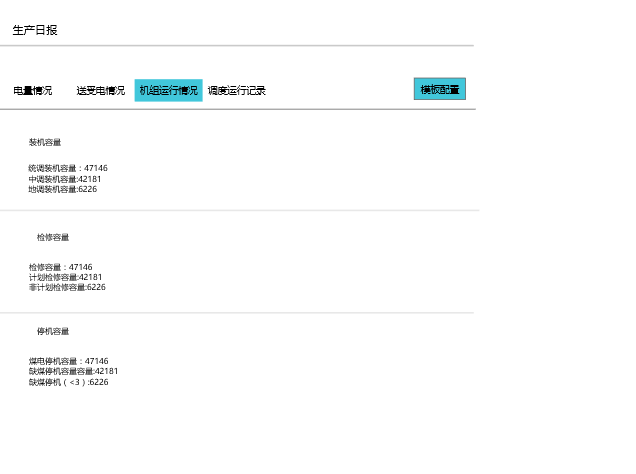 生产日报
电量情况 送受电情况 机组运行情况 调度运行记录 模板配置
装机容量
统调装机容量：47146
中调装机容量:42181
地调装机容量:6226
检修容量
检修容量：47146
计划检修容量:42181
非计划检修容量:6226
停机容量
煤电停机容量：47146
缺煤停机容量容量:42181
缺煤停机（<3）:6226